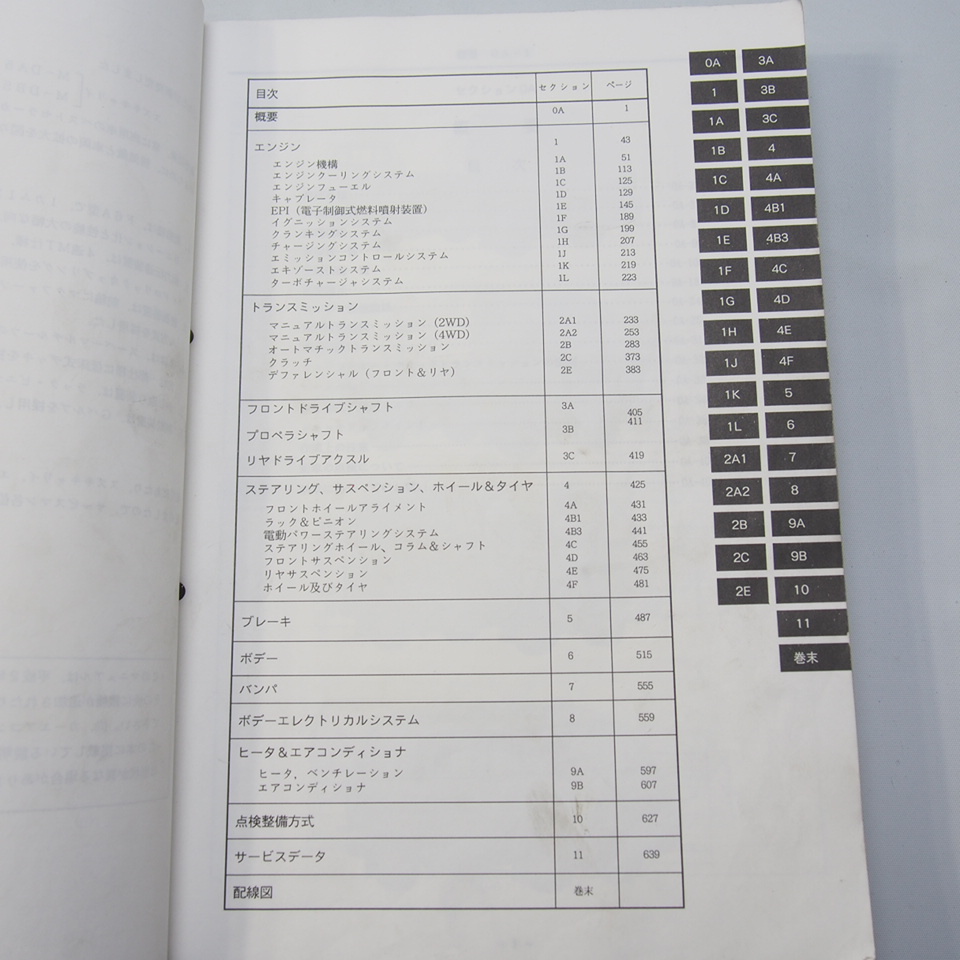 目次 セクション ページ
概要 0A 1
エンジン 1 43
エンジン機構 1A 51
エンジンクーリングシステム 1B 113
エンジンフューエル 1C 125
キャブレータ 1D 129
EPI（電子制御式燃料噴射装置） 1E 145
イグニッションシステム 1F 189
クランキングシステム 1G 199
チャージングシステム 1H 207
エミッションコントロールシステム 1J 213
エキゾーストシステム 1K 219
ターボチャージャシステム 1L 223
トランスミッション
マニュアルトランスミッション（2WD） 2A1 233
マニュアルトランスミッション（4WD） 2A2 253
オートマチックトランスミッション 2B 283
クラッチ 2C 373
デファレンシャル（フロント＆リヤ） 2E 383
フロントドライブシャフト 3A 405
プロペラシャフト 3B 411
リヤドライブアクスル 3C 419
ステアリング、サスペンション、ホイール＆タイヤ 4 425
フロントホイールアライメント 4A 431
ラック＆ピニオン 4B1 433
電動パワーステアリングシステム 4B3 441
ステアリングホイール、コラム＆シャフト 4C 455
フロントサスペンション 4D 463
リヤサスペンション 4E 475
ホイール及びタイヤ 4F 481
ブレーキ 5 487
ボデー 6 515
バンパ 7 555
ボデーエレクトリカルシステム 8 559
ヒータ＆エアコンディショナ
ヒータ，ベンチレーション 9A 597
エアコンディショナ 9B 607
点検整備方式 10 627
サービスデータ 11 639
配線図 巻末
0A 3A
1 3B
1A 3C
1B 4
1C 4A
1D 4B1
1E 4B3
1F 4C
1G 4D
1H 4E
1J 4F
1K 5
1L 6
2A1 7
2A2 8
2B 9A
2C 9B
2E 10
11
巻末